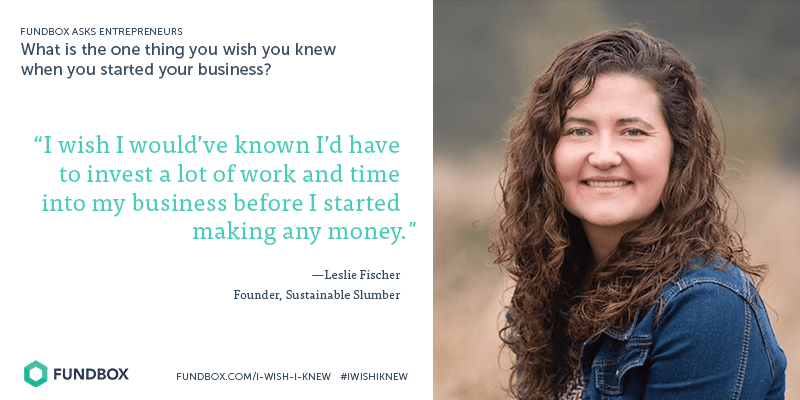 FUNDBOX ASKS ENTREPRENEURS
What is the one thing you wish you knew
when you started your business?
“I wish I would’ve known I’d have
to invest a lot of work and time
into my business before I started
making any money.”
—Leslie Fischer
Founder, Sustainable Slumber
FUNDBOX
FUNDBOX.COM/I-WISH-I-KNEW #IWISHIKNEW